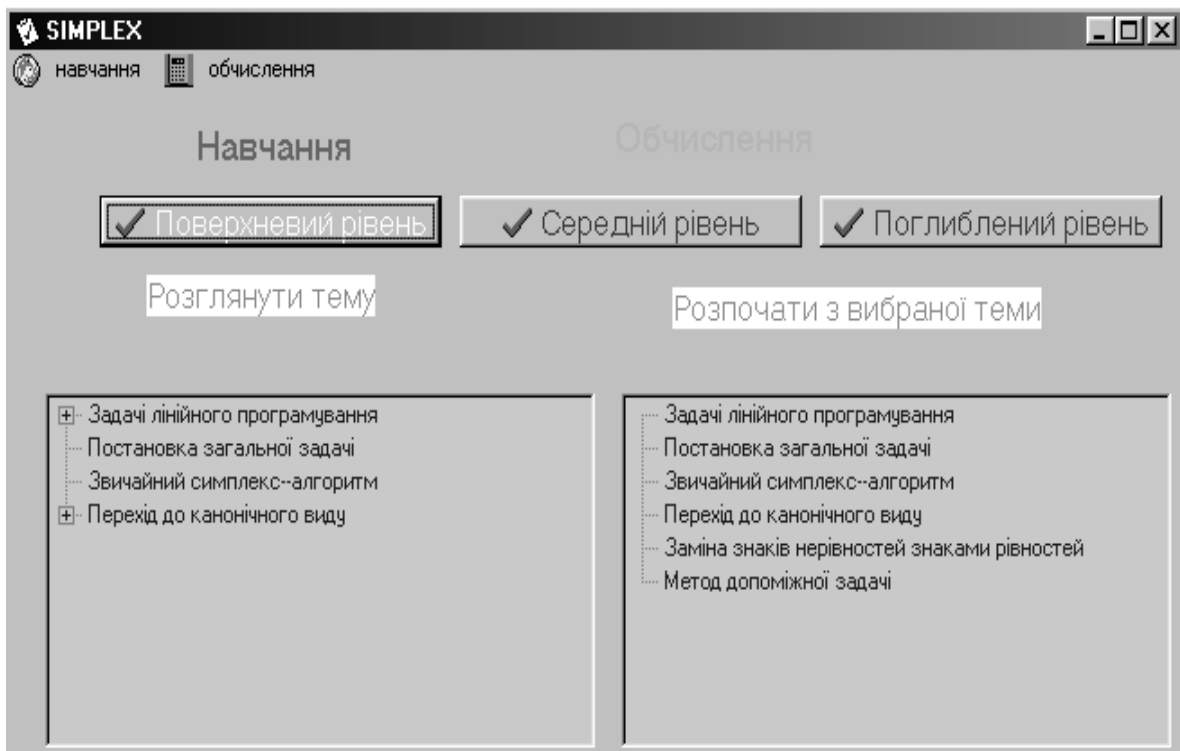 SIMPLEX
навчання обчислення
Навчання Обчислення
Поверхневий рівень Середній рівень Поглиблений рівень
Розглянути тему Розпочати з вибраної теми
Задачі лінійного програмування
Постановка загальної задачі
Звичайний симплекс--алгоритм
Перехід до канонічного виду
Задачі лінійного програмування
Постановка загальної задачі
Звичайний симплекс--алгоритм
Перехід до канонічного виду
Заміна знаків нерівностей знаками рівностей
Метод допоміжної задачі